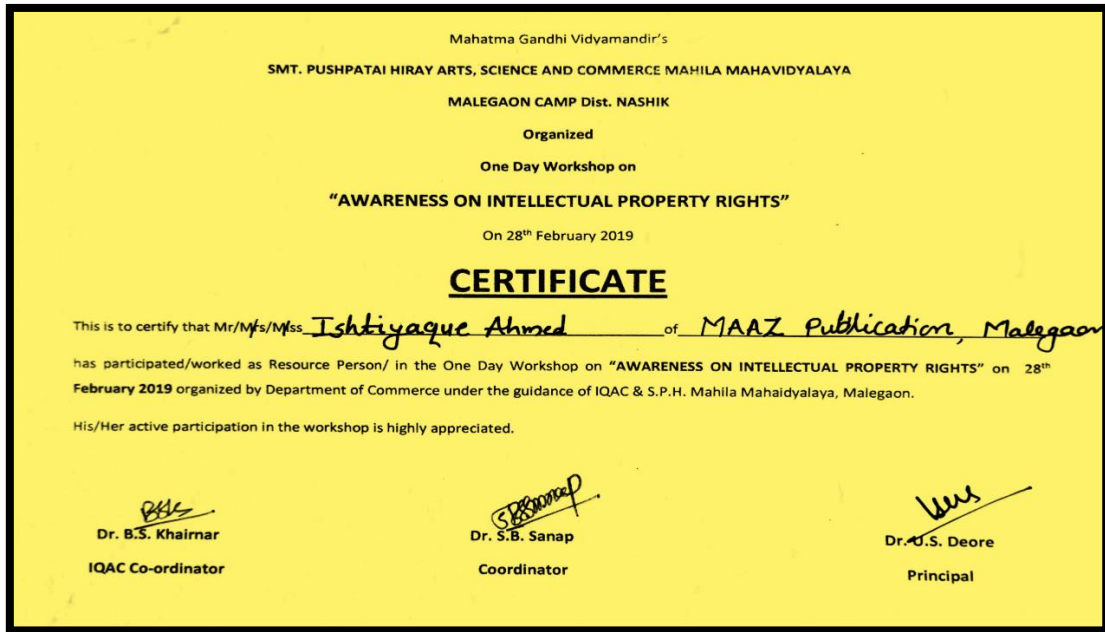 Mahatma Gandhi Vidyamandir's
SMT. PUSHPATAI HIRAY ARTS, SCIENCE AND COMMERCE MAHILA MAHAVIDYALAYA
MALEGAON CAMP Dist. NASHIK
Organized
One Day Workshop on
“AWARENESS ON INTELLECTUAL PROPERTY RIGHTS”
On 28th February 2019
CERTIFICATE
This is to certify that Mr/Mrs/Miss Ishtiyaque Ahmed of MAAZ Publication, Malegaon
has participated/worked as Resource Person/ in the One Day Workshop on “AWARENESS ON INTELLECTUAL PROPERTY RIGHTS” on 28th
February 2019 organized by Department of Commerce under the guidance of IQAC & S.P.H. Mahila Mahaidyalaya, Malegaon.
His/Her active participation in the workshop is highly appreciated.
Dr. B.S. Khairnar Dr. S.B. Sanap Dr. U.S. Deore
IQAC Co-ordinator Coordinator Principal